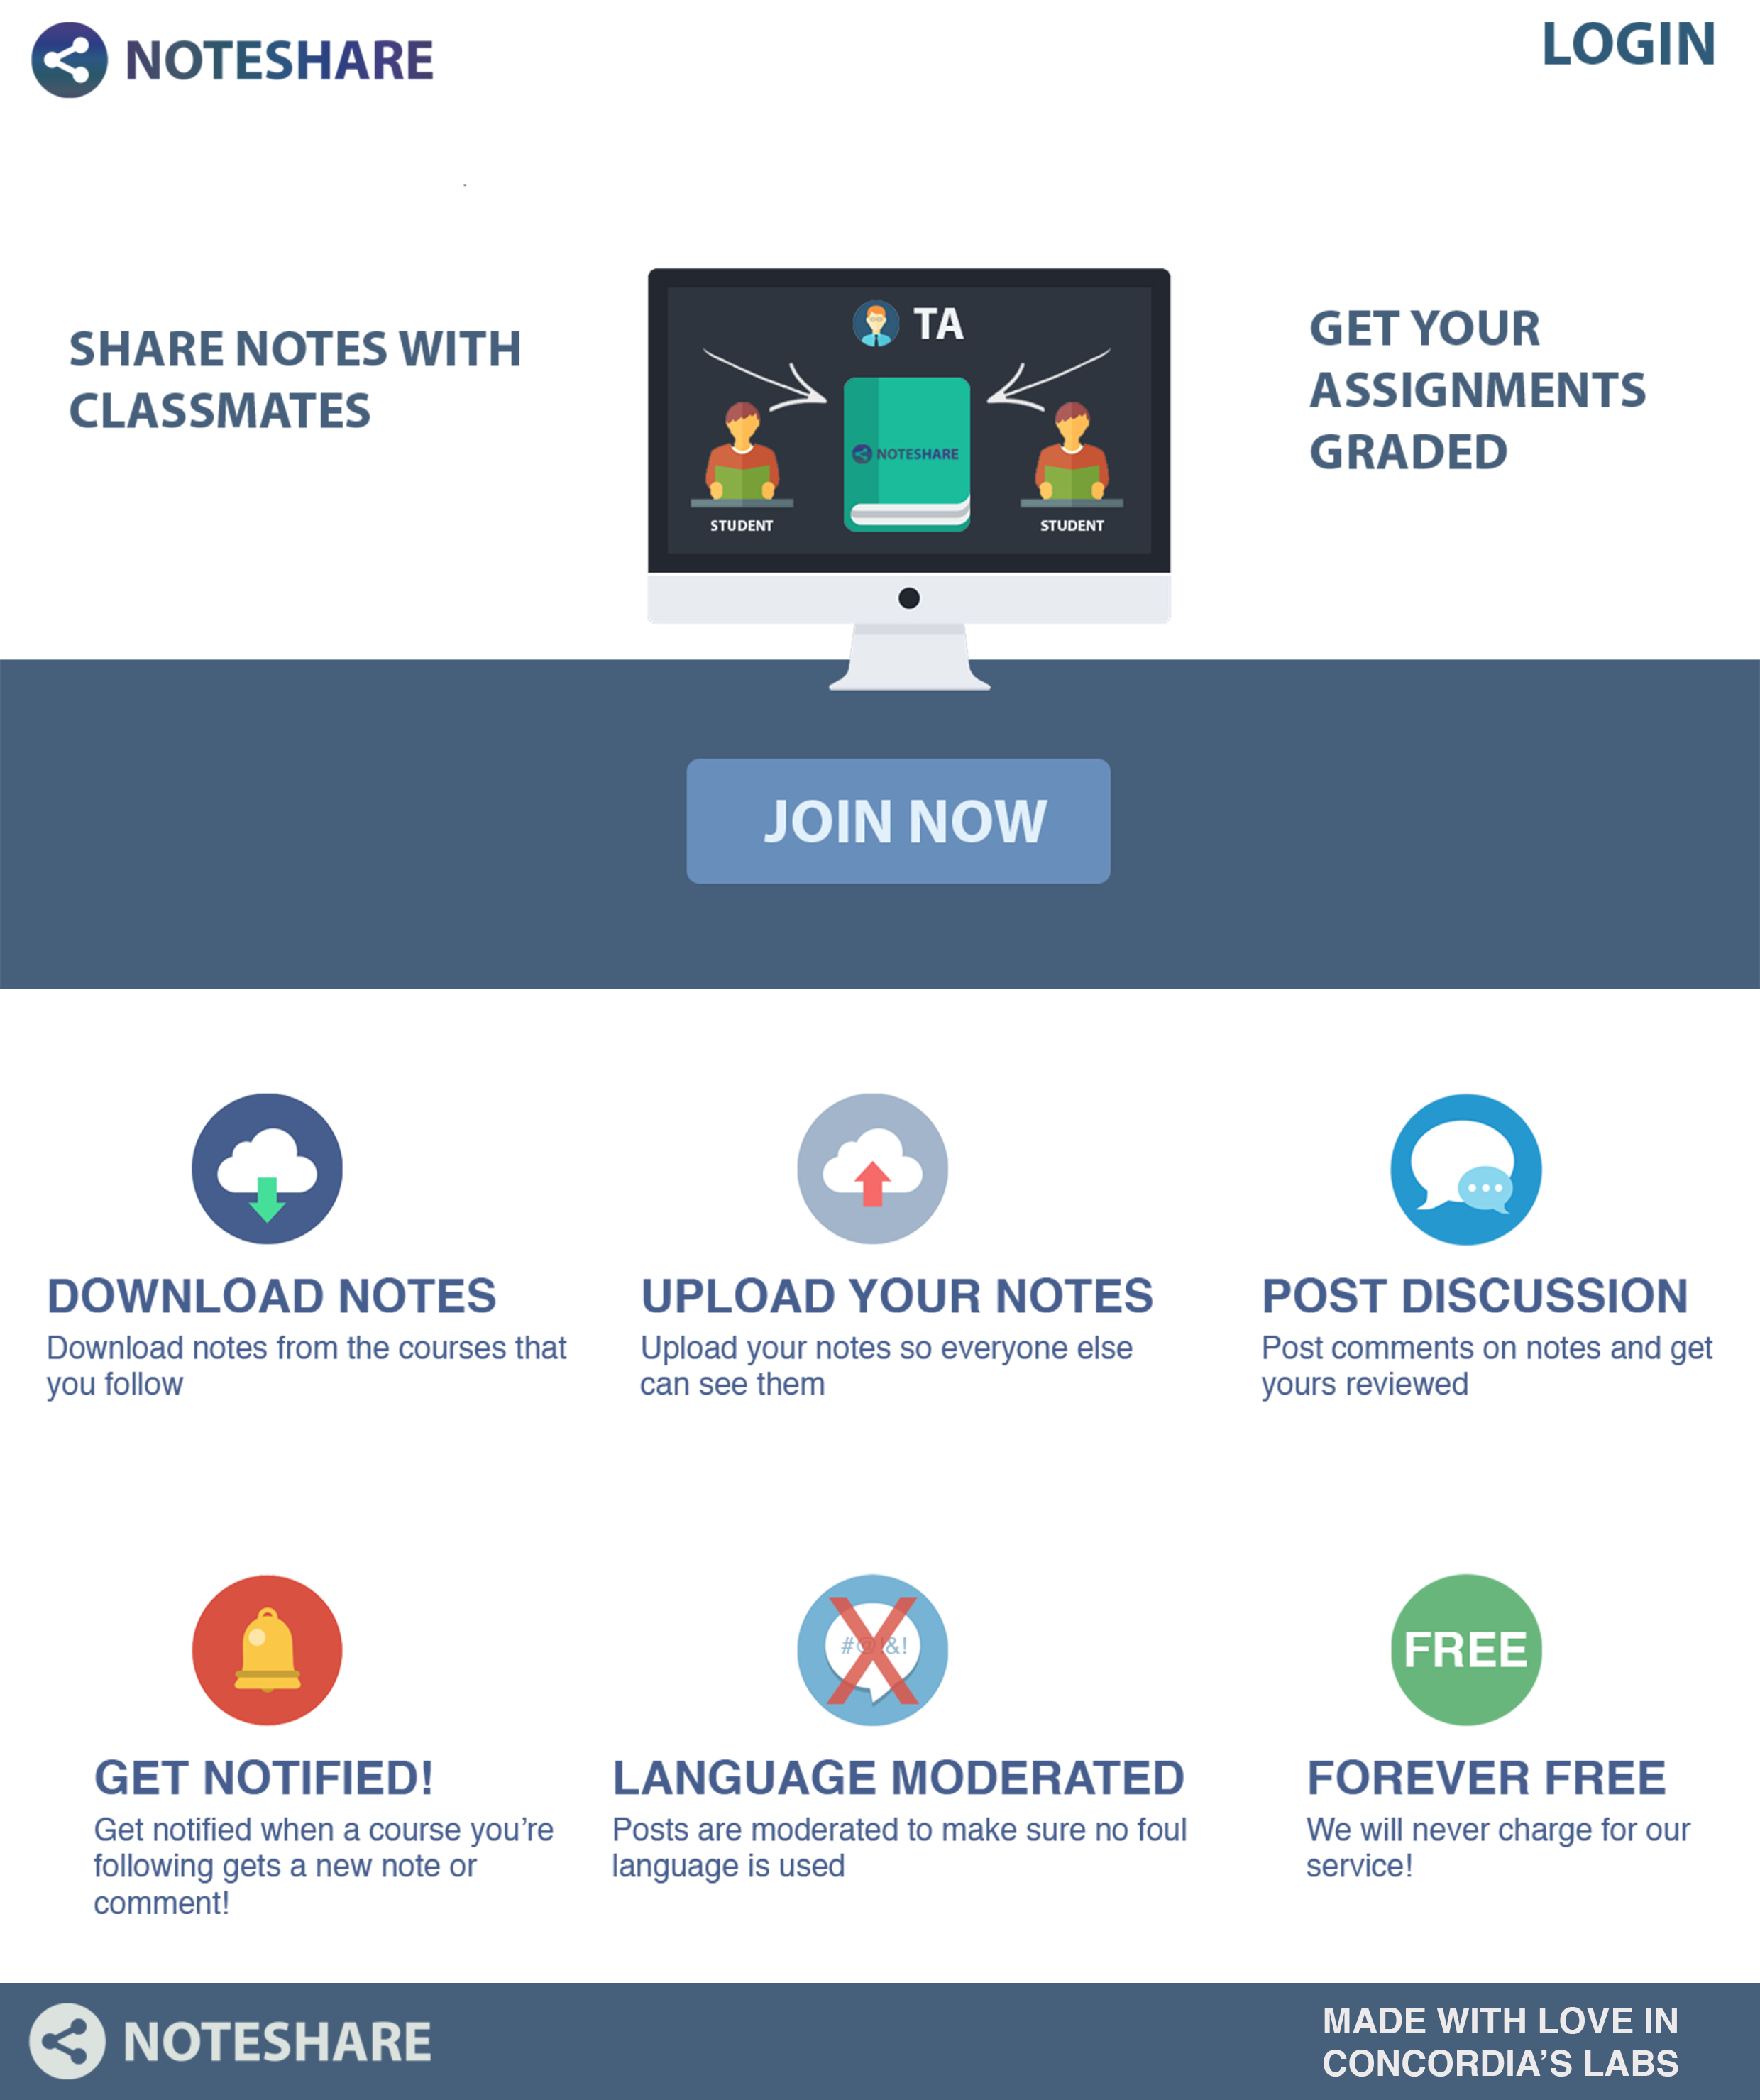 NOTESHARE
LOGIN
SHARE NOTES WITH
CLASSMATES
TA
NOTESHARE
STUDENT
STUDENT
GET YOUR
ASSIGNMENTS
GRADED
JOIN NOW
DOWNLOAD NOTES
Download notes from the courses that
you follow
UPLOAD YOUR NOTES
Upload your notes so everyone else
can see them
POST DISCUSSION
Post comments on notes and get
yours reviewed
GET NOTIFIED!
Get notified when a course you’re
following gets a new note or
comment!
#@!&!
LANGUAGE MODERATED
Posts are moderated to make sure no foul
language is used
FREE
FOREVER FREE
We will never charge for our
service!
NOTESHARE
MADE WITH LOVE IN
CONCORDIA’S LABS